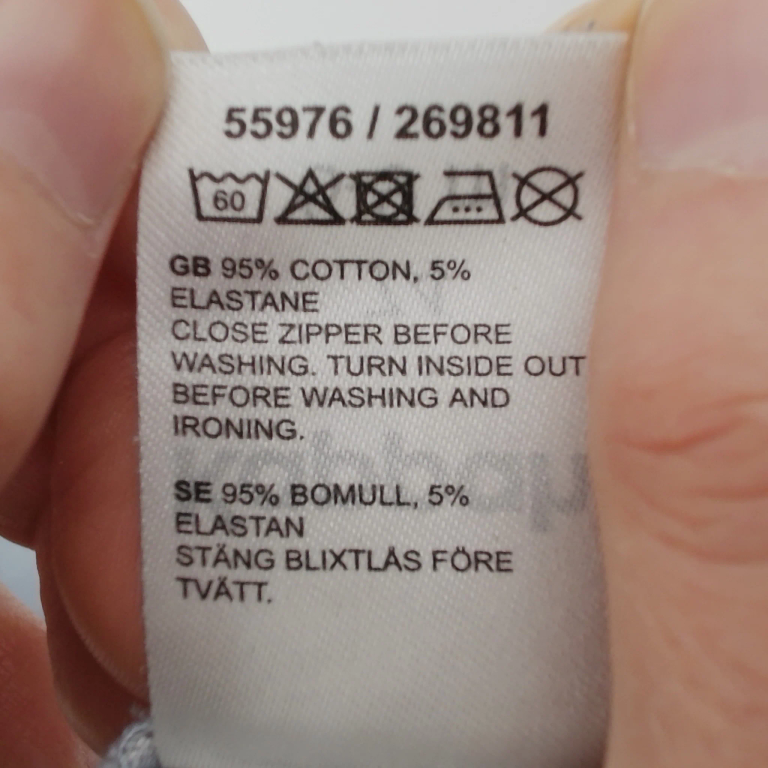 55976 / 269811
60
GB 95% COTTON, 5%
ELASTANE
CLOSE ZIPPER BEFORE
WASHING. TURN INSIDE OUT
BEFORE WASHING AND
IRONING.
SE 95% BOMULL, 5%
ELASTAN
STÄNG BLIXTLÅS FÖRE
TVÄTT.